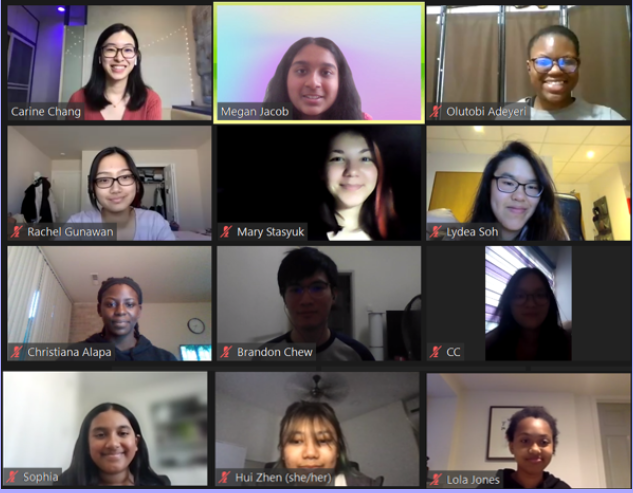 Carine Chang
Megan Jacob
Olutobi Adeyeri
Rachel Gunawan
Mary Stasyuk
Lydea Soh
Christiana Alapa
Brandon Chew
CC
Sophia
Hui Zhen (she/her)
Lola Jones